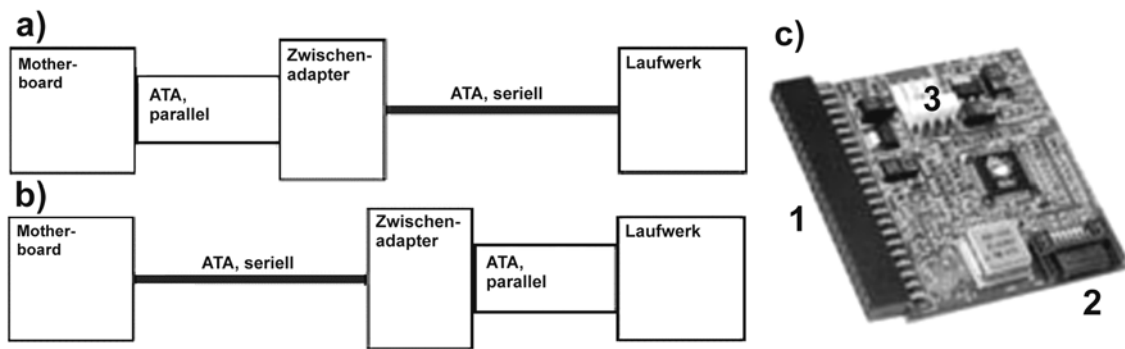 a)
Mother-
board
ATA,
parallel
Zwischen-
adapter
ATA, seriell
Laufwerk
b)
Mother-
board
ATA, seriell
Zwischen-
adapter
ATA,
parallel
Laufwerk
c)
3
1
2